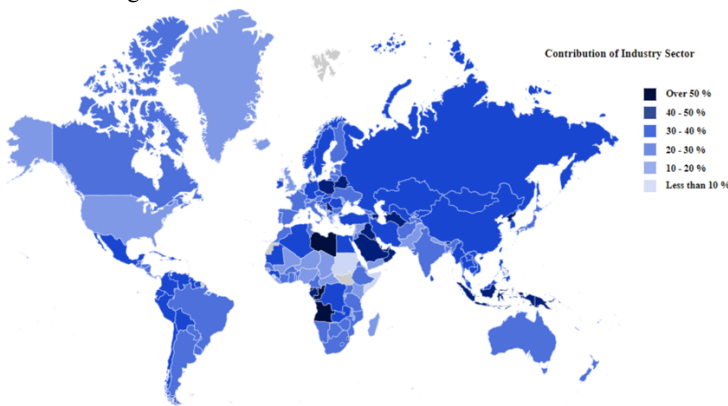 Contribution of Industry Sector
Over 50 %
40 - 50 %
30 - 40 %
20 - 30 %
10 - 20 %
Less than 10 %